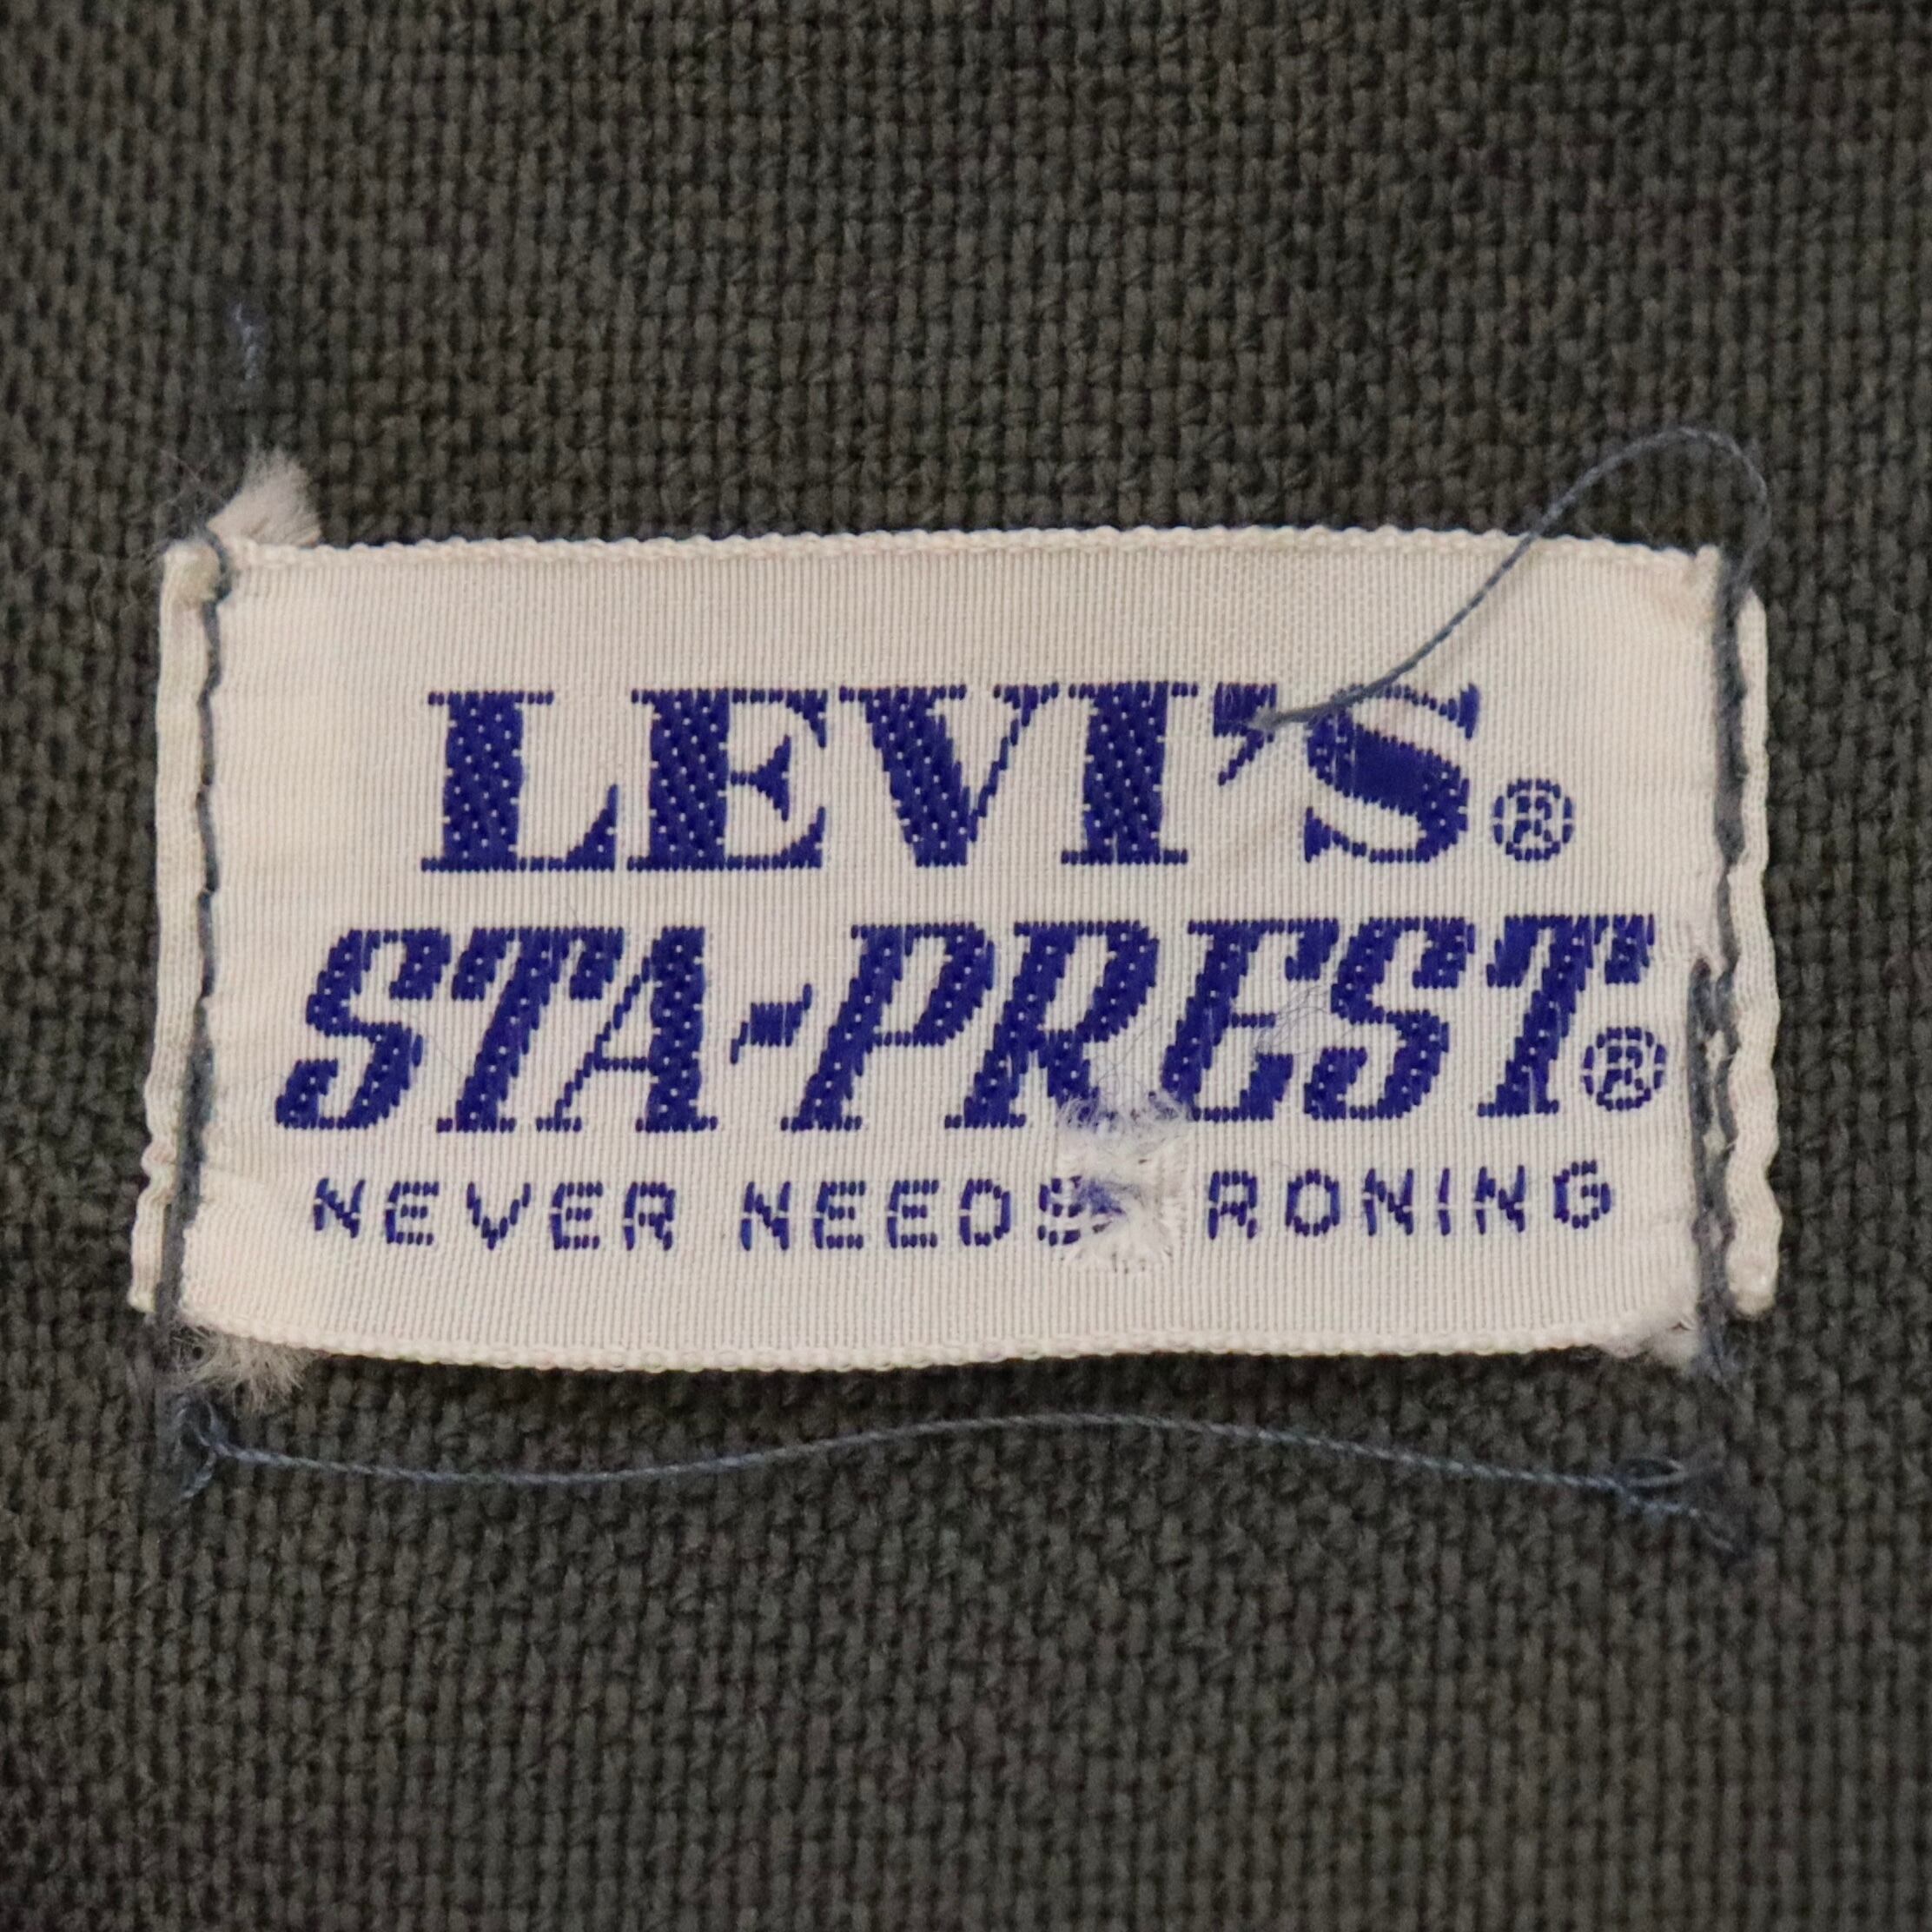 LEVI'S®
STA-PREST®
NEVER NEEDS RONING